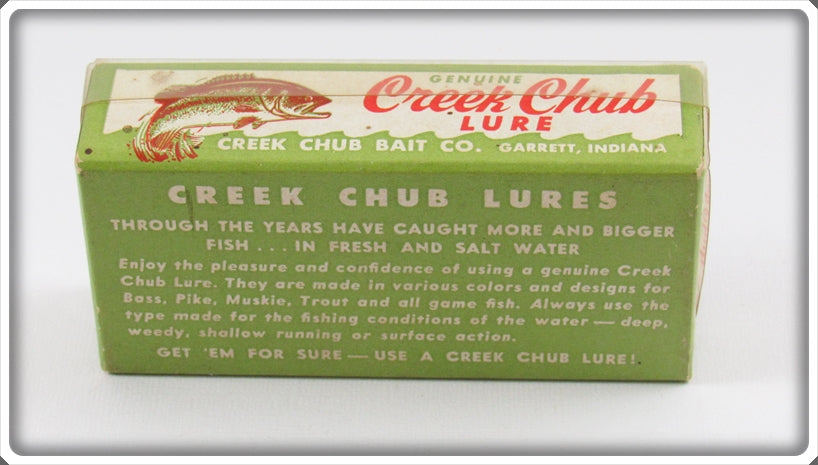 GENUINE
Creek Chub
LURE
CREEK CHUB BAIT CO. GARRETT, INDIANA
CREEK CHUB LURES
THROUGH THE YEARS HAVE CAUGHT MORE AND BIGGER
FISH . . . IN FRESH AND SALT WATER
Enjoy the pleasure and confidence of using a genuine Creek
Chub Lure. They are made in various colors and designs for
Bass, Pike, Muskie, Trout and all game fish. Always use the
type made for the fishing conditions of the water — deep,
weedy, shallow running or surface action.
GET 'EM FOR SURE — USE A CREEK CHUB LURE!